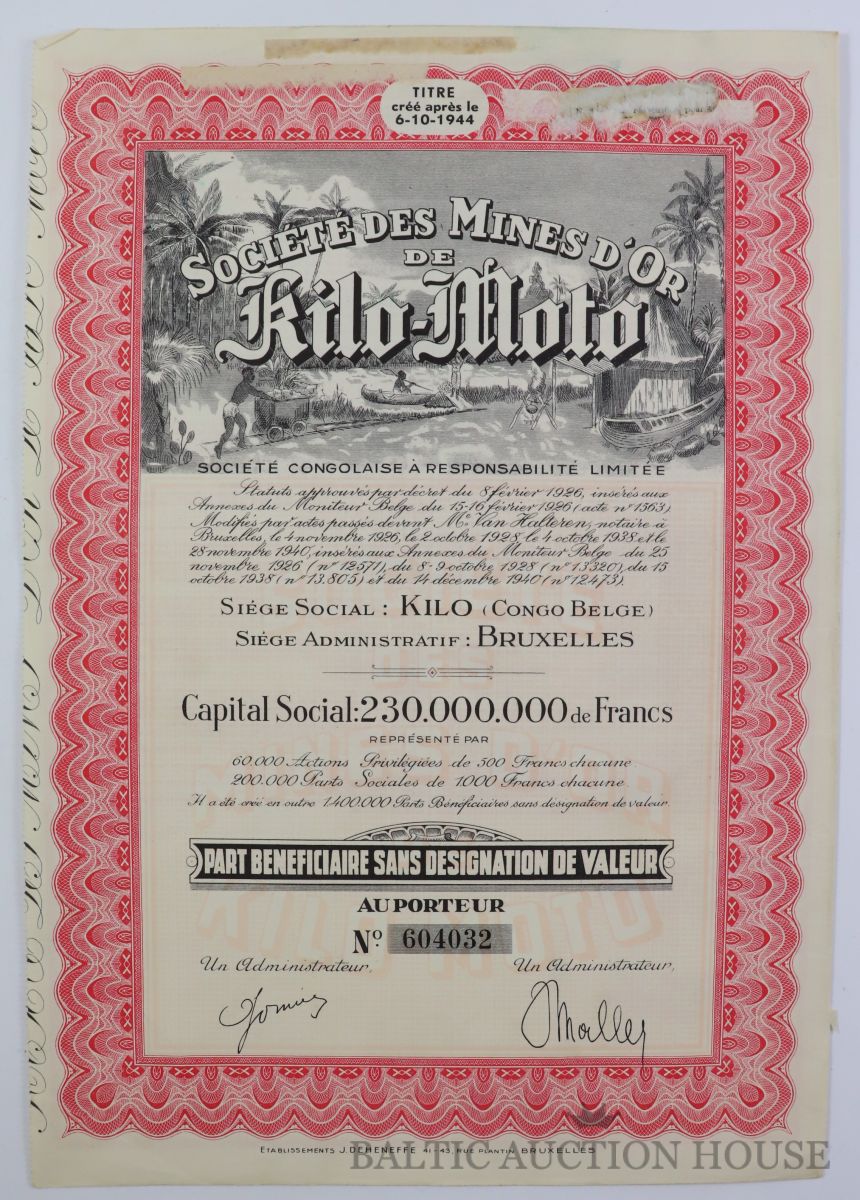 TITRE
créé après le
6-10-1944
SOCIÉTÉ DES MINES D'OR
DE
Kilo-Moto
SOCIÉTÉ CONGOLAISE À RESPONSABILITÉ LIMITÉE
Statuts approuvés par décret du 8 février 1926, insérés aux
Annexes du Moniteur Belge du 15-16 février 1926 (acte n° 1363)
Modifiés par actes passés devant Me Van Halteren, notaire à
Bruxelles, le 4 novembre 1926, le 2 octobre 1928, le 4 octobre 1938 et le
28 novembre 1940, insérés aux Annexes du Moniteur Belge du 25
novembre 1926 (n° 12571), du 8-9 octobre 1928 (n° 13320), du 15
octobre 1938 (n° 13.805) et du 14 décembre 1940 (n° 12.473).
SIÉGE SOCIAL : KILO (CONGO BELGE)
SIÉGE ADMINISTRATIF : BRUXELLES
Capital Social: 230.000.000 de Francs
REPRÉSENTÉ PAR
60.000 Actions Privilégiées de 500 Francs chacune
200.000 Parts Sociales de 1000 Francs chacune
Il a été créé en outre 1.400.000 Parts Bénéficiaires sans désignation de valeur
PART BENEFICIAIRE SANS DESIGNATION DE VALEUR
AU PORTEUR
No. 604032
Un Administrateur, Un Administrateur,
ETABLISSEMENTS J. DEHENEFFE 41-43, RUE PLANTIN BRUXELLES
BALTIC AUCTION HOUSE